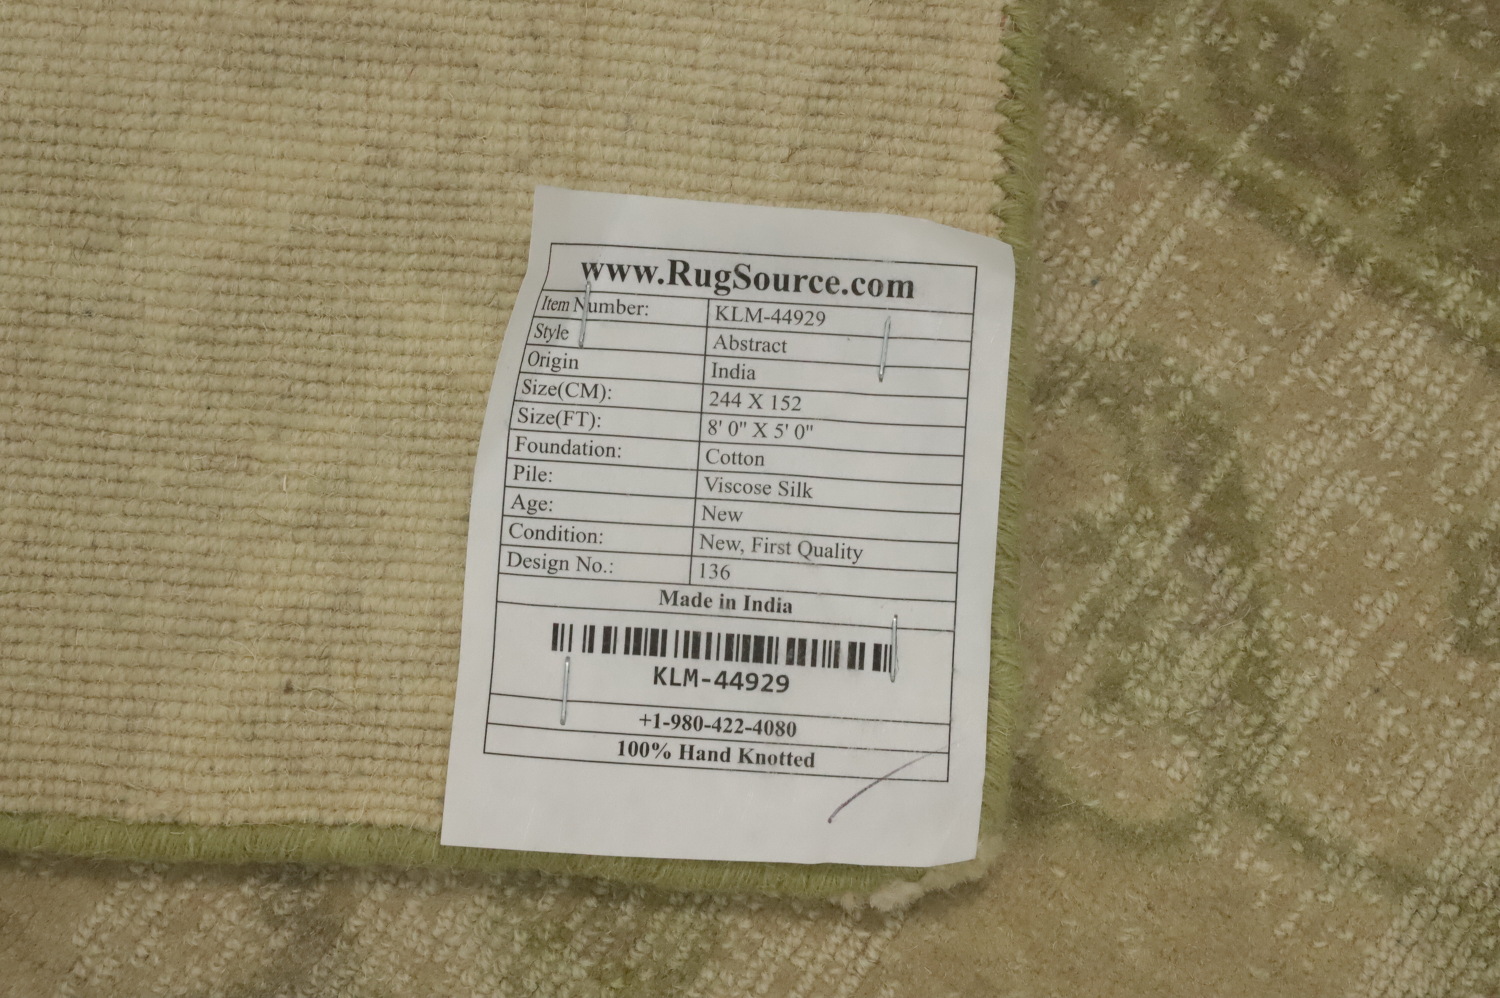 www.RugSource.com
Item Number: KLM-44929
Style Abstract
Origin India
Size(CM): 244 X 152
Size(FT): 8' 0" X 5' 0"
Foundation: Cotton
Pile: Viscose Silk
Age: New
Condition: New, First Quality
Design No.: 136
Made in India
KLM-44929
+1-980-422-4080
100% Hand Knotted